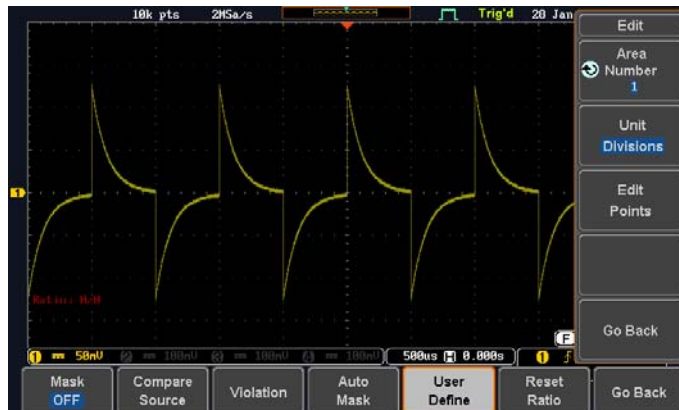 10k pts 2MSa/s Trig'd 20 Jan
Edit
Area
Number
1
Unit
Divisions
Edit
Points
Go Back
1
Ratio: N/N
F
1 50mV 2 100mV 3 100mV 4 100mV 500us H 0.000s 1
Mask
OFF
Compare
Source
Violation
Auto
Mask
User
Define
Reset
Ratio
Go Back